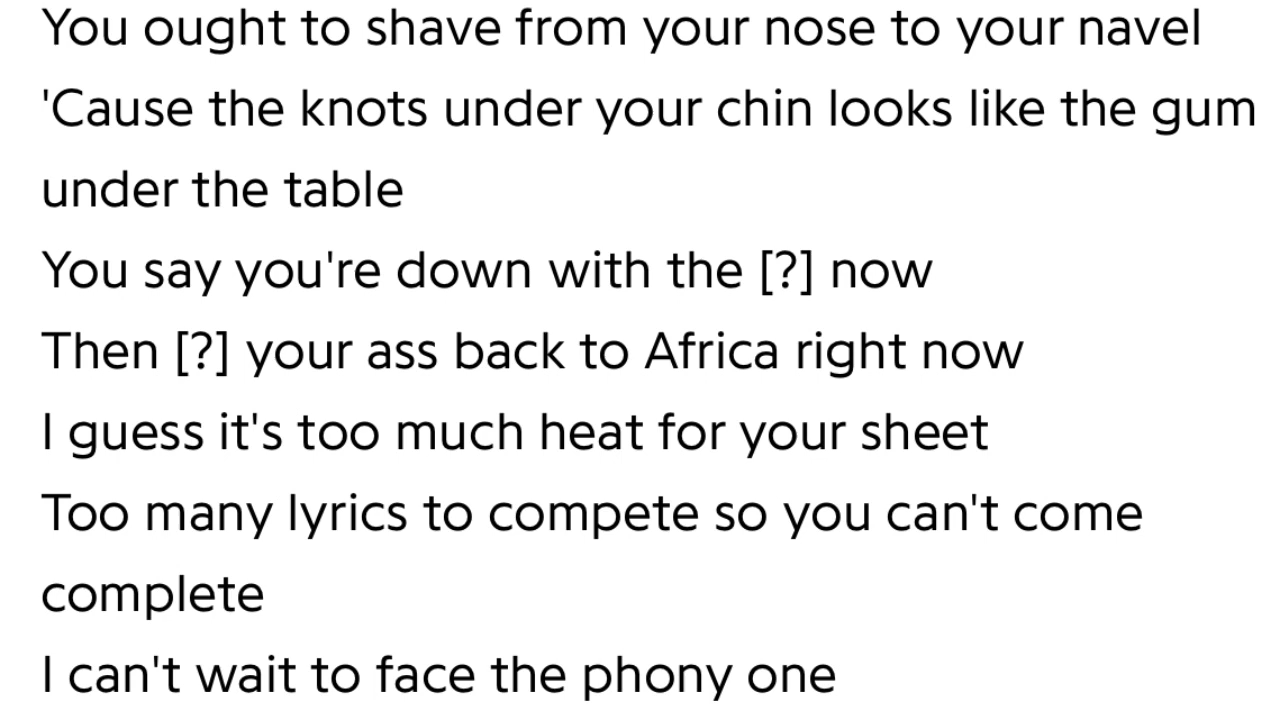 You ought to shave from your nose to your navel
'Cause the knots under your chin looks like the gum
under the table
You say you're down with the [?] now
Then [?] your ass back to Africa right now
I guess it's too much heat for your sheet
Too many lyrics to compete so you can't come
complete
I can't wait to face the phony one